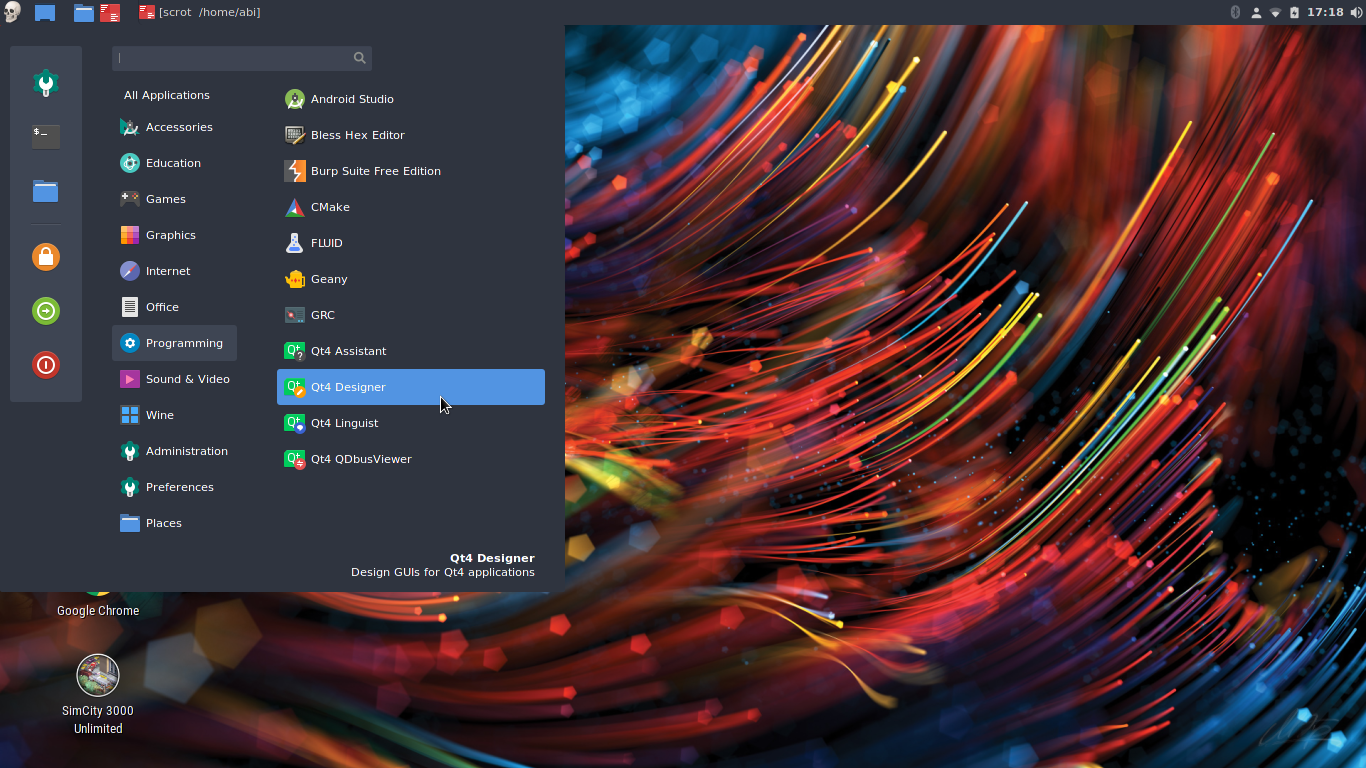 [scrot  /home/abi]
17:18
$ _
All Applications
Accessories
Education
Games
Graphics
Internet
Office
Programming
Sound & Video
Wine
Administration
Preferences
Places
Android Studio
Bless Hex Editor
Burp Suite Free Edition
CMake
FLUID
Geany
GRC
Qt4 Assistant
Qt4 Designer
Qt4 Linguist
Qt4 QDbusViewer
Qt4 Designer
Design GUIs for Qt4 applications
Google Chrome
SimCity 3000
Unlimited